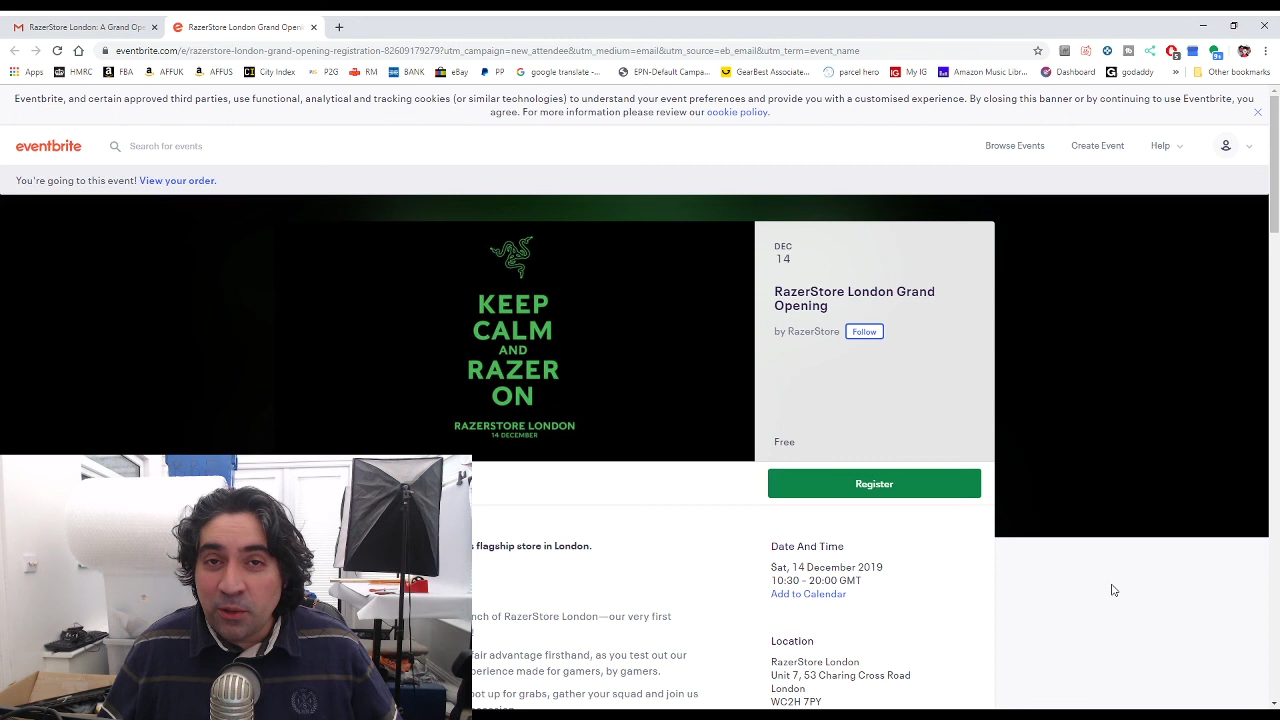 RazerStore London: A Grand Ope
RazerStore London Grand Openi
eventbrite.com/e/razerstore-london-grand-opening-registration-82609179279?utm_campaign=new_attendee&utm_medium=email&utm_source=eb_email&utm_term=event_name
Apps HMRC FBA AFFUK AFFUS City Index P2G RM BANK eBay PP google translate -... EPN-Default Campa... GearBest Associate... parcel hero My IG Amazon Music Libr... Dashboard godaddy » Other bookmarks
Eventbrite, and certain approved third parties, use functional, analytical and tracking cookies (or similar technologies) to understand your event preferences and provide you with a customised experience. By closing this banner or by continuing to use Eventbrite, you
agree. For more information please review our cookie policy.
eventbrite Search for events Browse Events Create Event Help
You're going to this event! View your order.
KEEP
CALM
AND
RAZER
ON
RAZERSTORE LONDON
14 DECEMBER
DEC
14
RazerStore London Grand
Opening
by RazerStore Follow
Free
Register
flagship store in London.
nch of RazerStore London—our very first
fair advantage firsthand, as you test out our
perience made for gamers, by gamers.
oot up for grabs, gather your squad and join us
Date And Time
Sat, 14 December 2019
10:30 – 20:00 GMT
Add to Calendar
Location
RazerStore London
Unit 7, 53 Charing Cross Road
London
WC2H 7PY